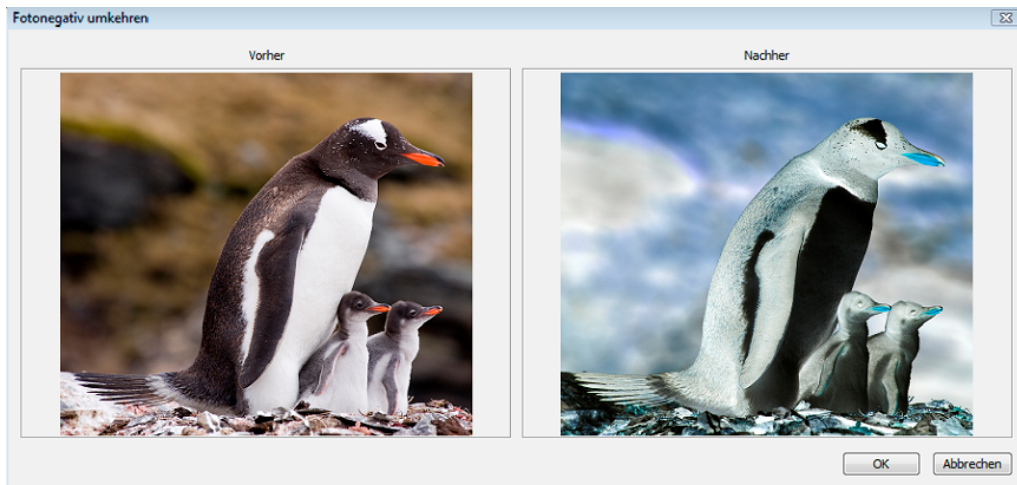 Fotonegativ umkehren
Vorher
Nachher
OK
Abbrechen